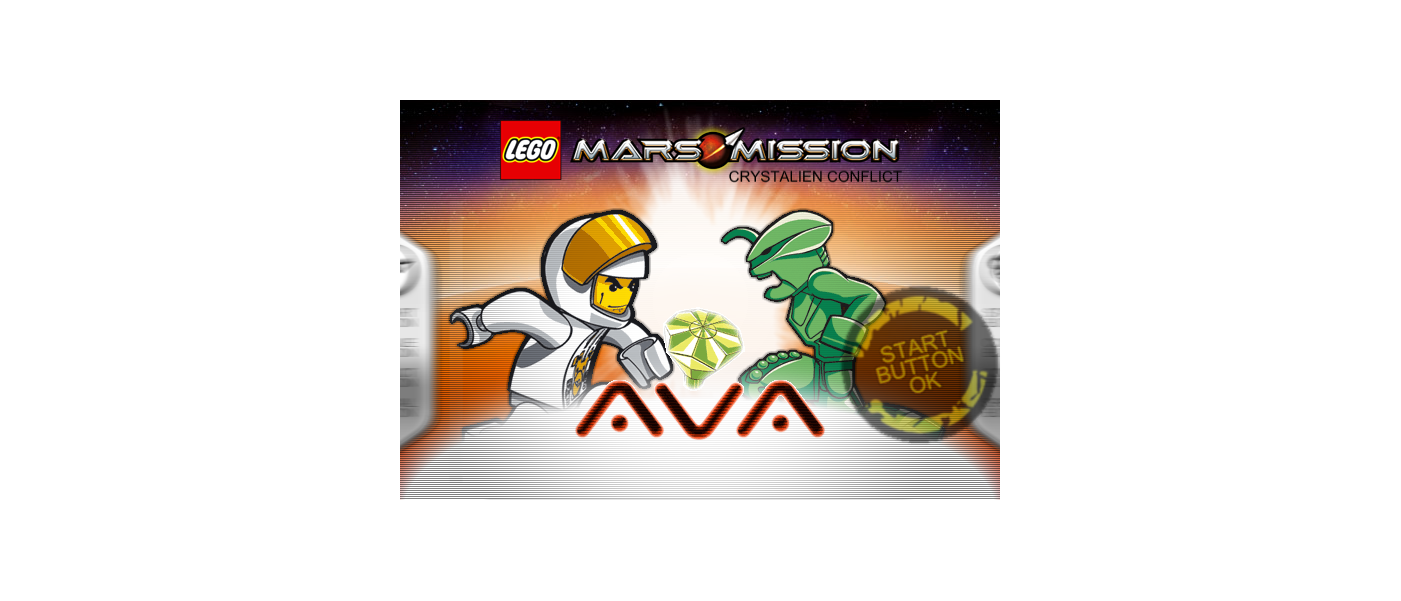 LEGO
MARS MISSION
CRYSTALIEN CONFLICT
START
BUTTON
OK
AVA